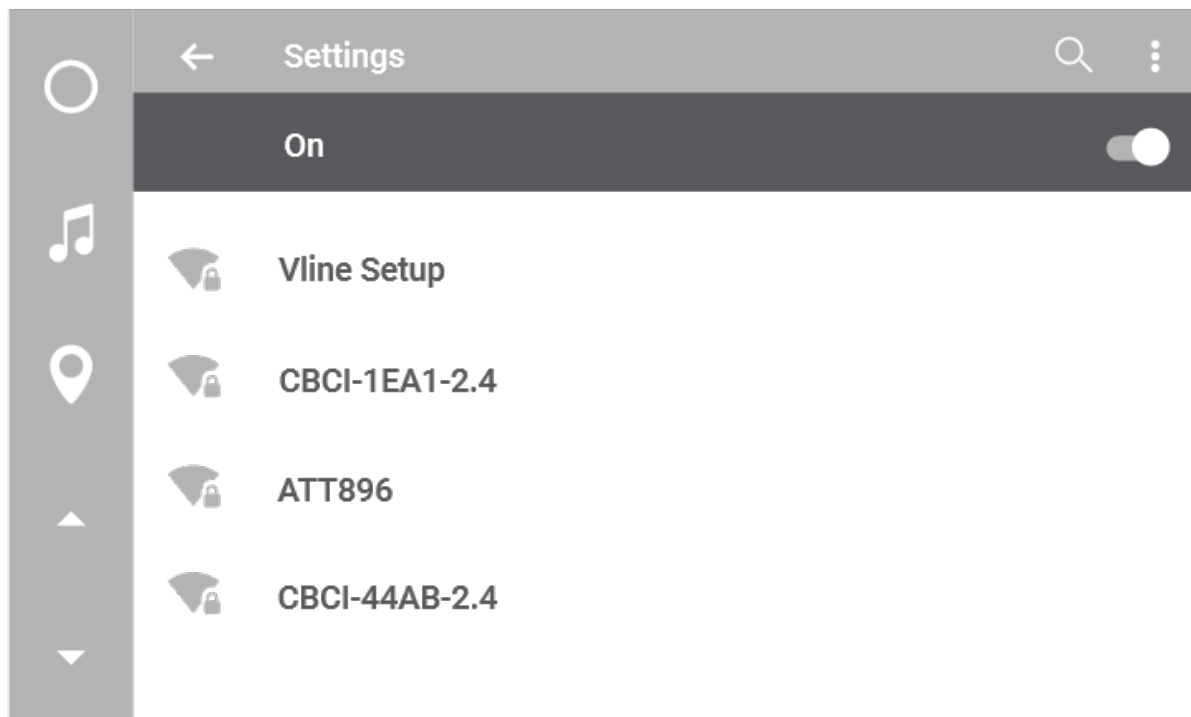 Settings
On
Vline Setup
CBCI-1EA1-2.4
ATT896
CBCI-44AB-2.4